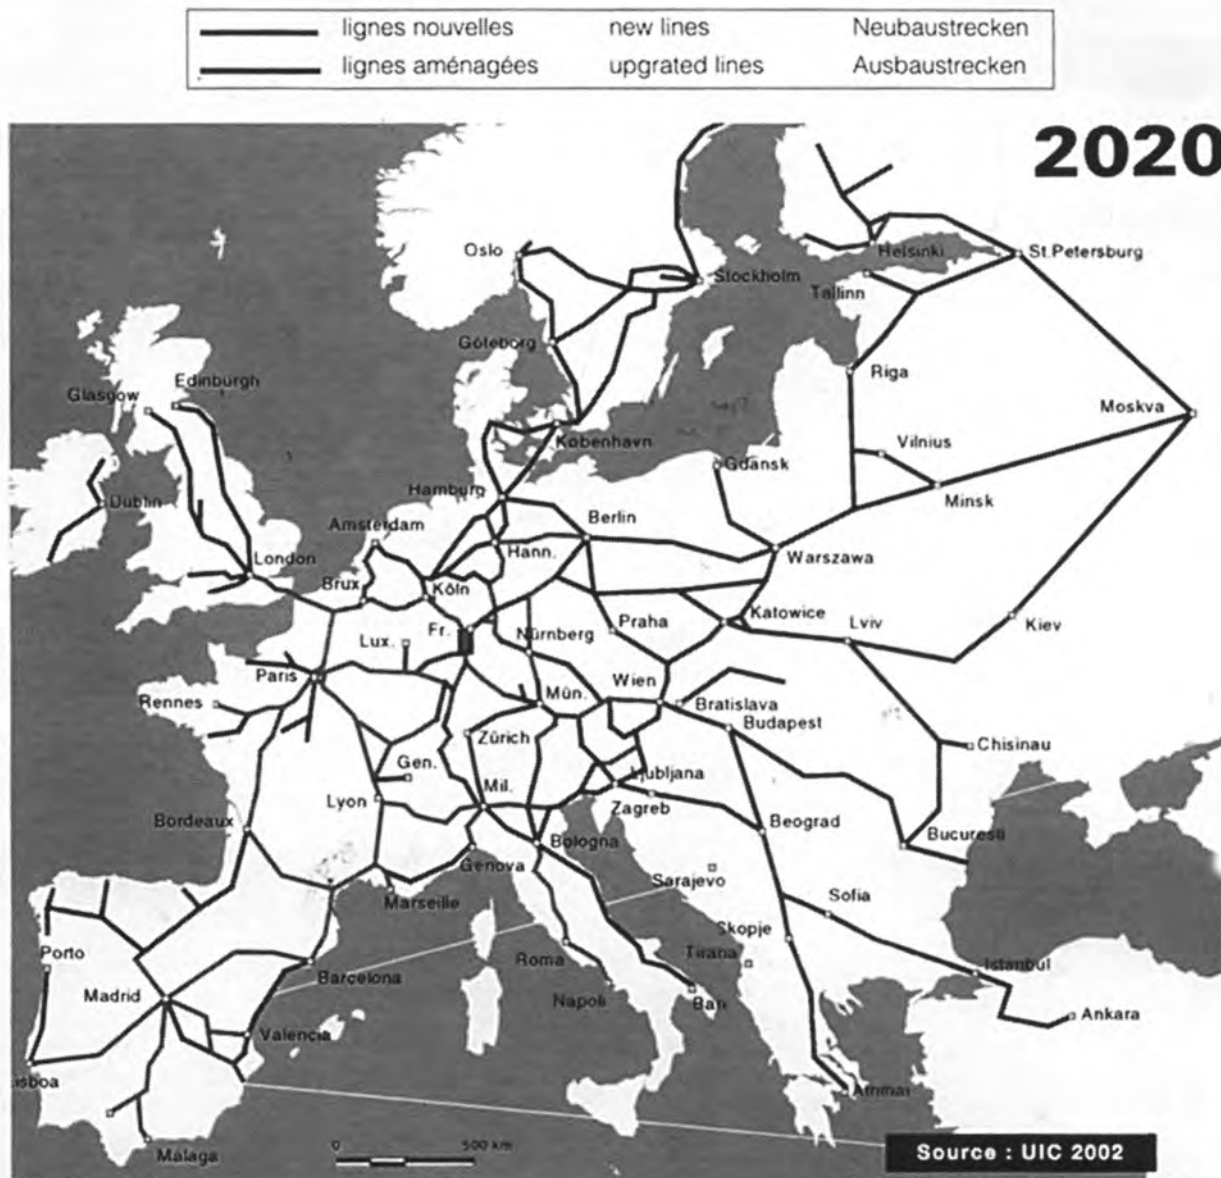 lignes nouvelles new lines Neubaustrecken
lignes aménagées upgrated lines Ausbaustrecken
2020
Oslo
Helsinki
St.Petersburg
Stockholm
Tallinn
Göteborg
Riga
Edinburgh
Glasgow
Moskva
København
Vilnius
Gdansk
Minsk
Dublin
Hamburg
Amsterdam
Berlin
Hann.
Warszawa
London
Brux
Köln
Katowice
Fr.
Praha
Lviv
Kiev
Lux.
Nürnberg
Paris
Wien
Rennes
Mün.
Bratislava
Budapest
Zürich
Chisinau
Gen.
Ljubljana
Lyon
Mil.
Zagreb
Bordeaux
Beograd
Bucuresti
Bologna
Genova
Sarajevo
Marseille
Sofia
Skopje
Porto
Tirana
Roma
Barcelona
Istanbul
Madrid
Napoli
Bari
Ankara
Valencia
isboa
0 500 km
Malaga
Source : UIC 2002